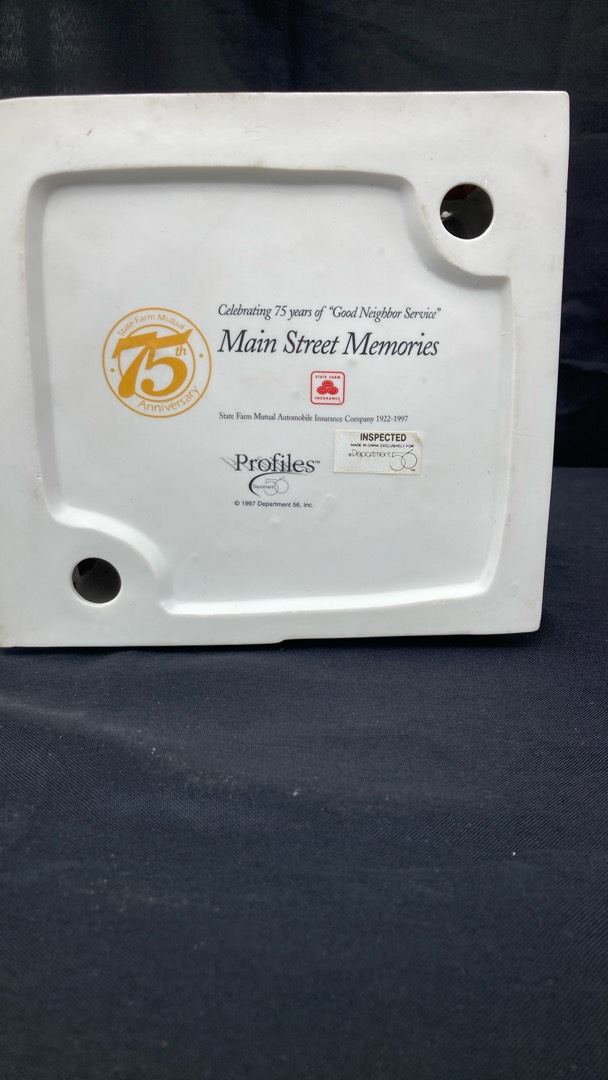 State Farm Mutual
75th
Anniversary
Celebrating 75 years of "Good Neighbor Service"
Main Street Memories
STATE FARM
INSURANCE
State Farm Mutual Automobile Insurance Company 1922-1997
Profiles™
Department 56
© 1997 Department 56, Inc.
INSPECTED
MADE IN CHINA EXCLUSIVELY FOR
Department 56™